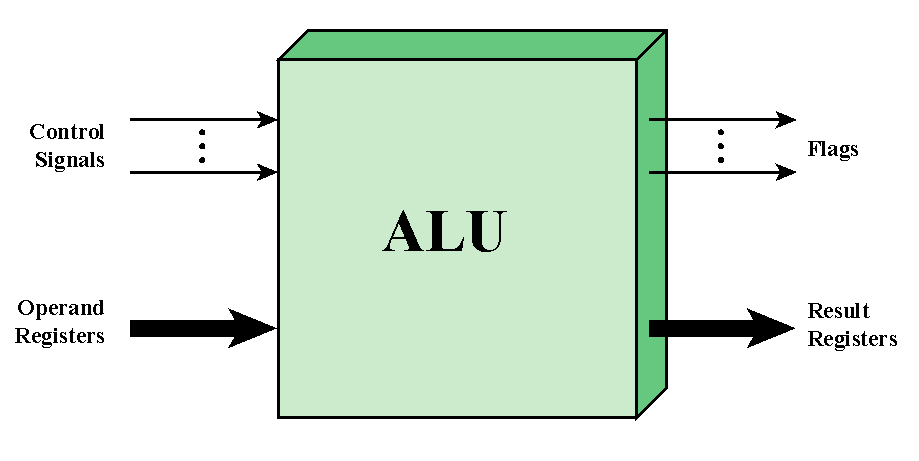 Control
Signals
Flags
ALU
Operand
Registers
Result
Registers